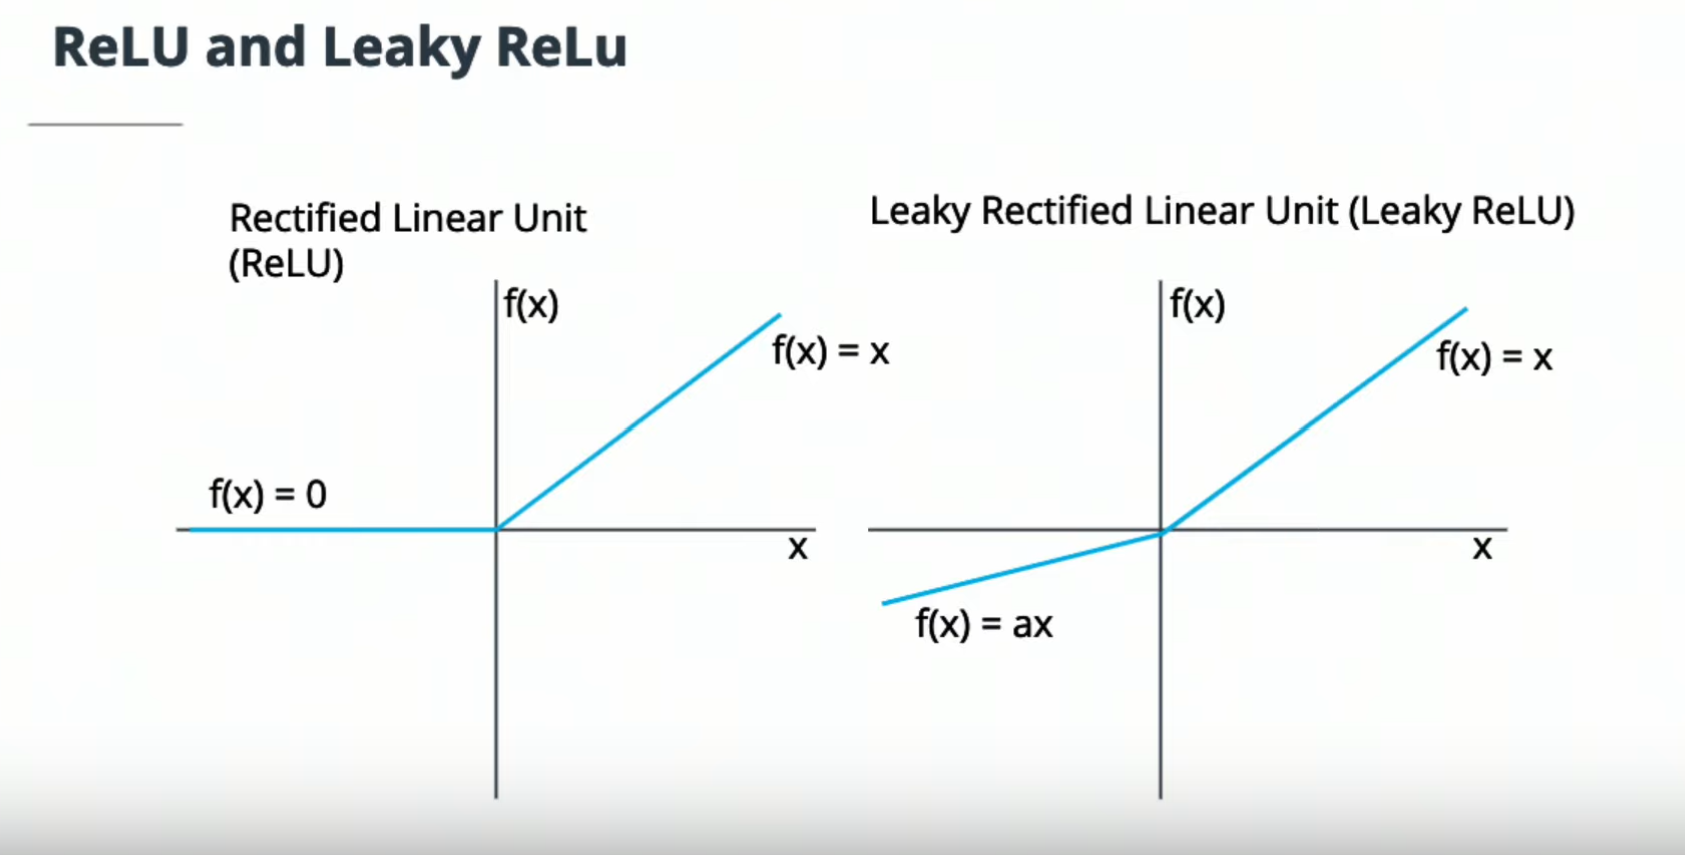 ReLU and Leaky ReLu
Rectified Linear Unit
(ReLU)
f(x)
f(x) = x
f(x) = 0
x
Leaky Rectified Linear Unit (Leaky ReLU)
f(x)
f(x) = x
x
f(x) = ax